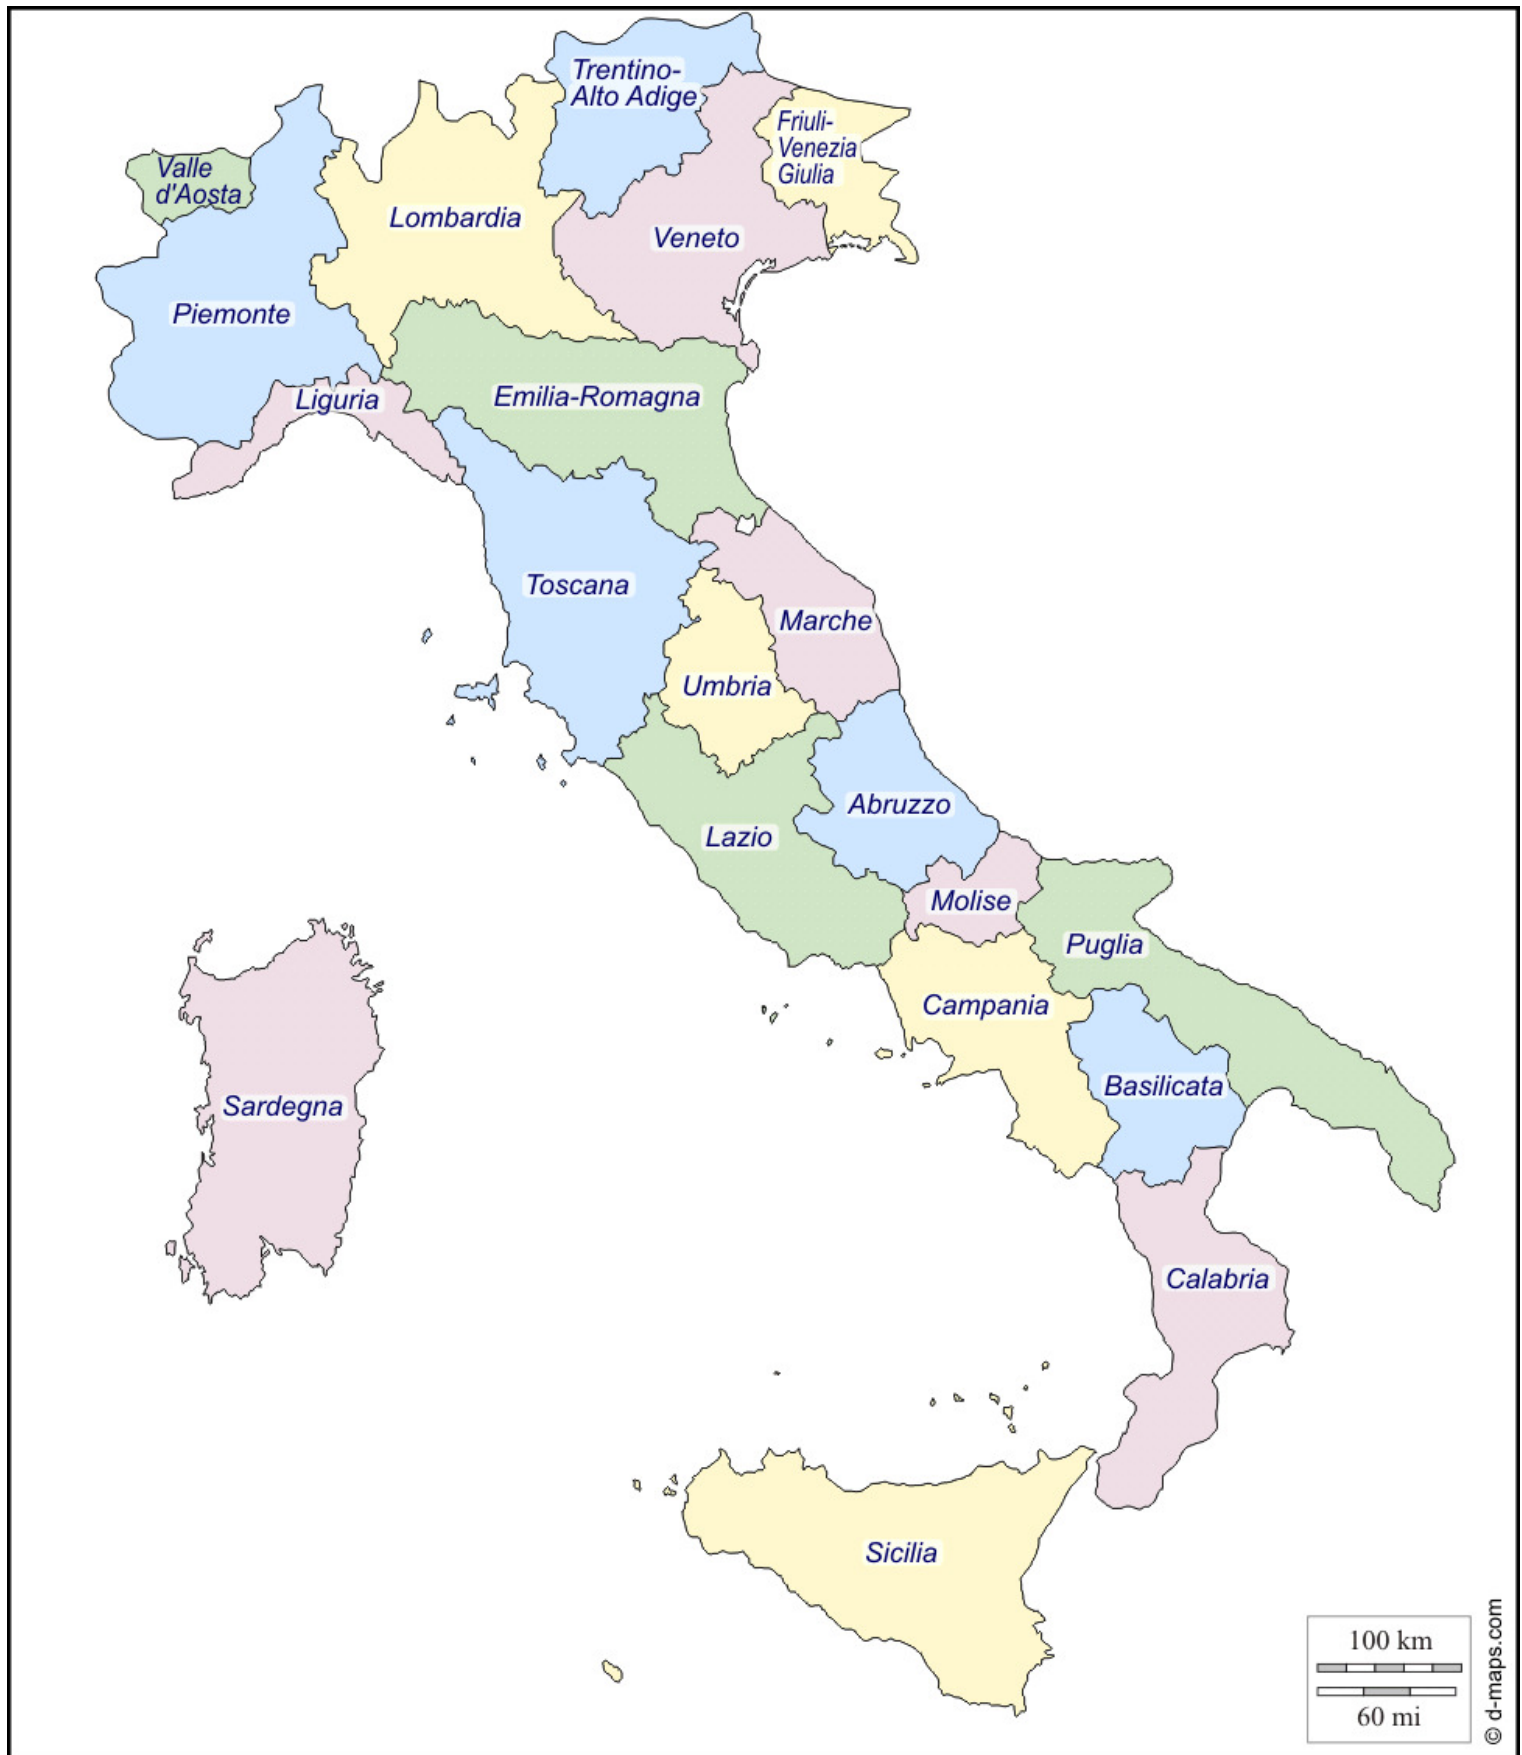 Trentino-
Alto Adige
Friuli-
Venezia
Giulia
Valle
d'Aosta
Lombardia
Veneto
Piemonte
Liguria
Emilia-Romagna
Toscana
Marche
Umbria
Abruzzo
Lazio
Molise
Puglia
Campania
Basilicata
Sardegna
Calabria
Sicilia
100 km
60 mi
© d-maps.com